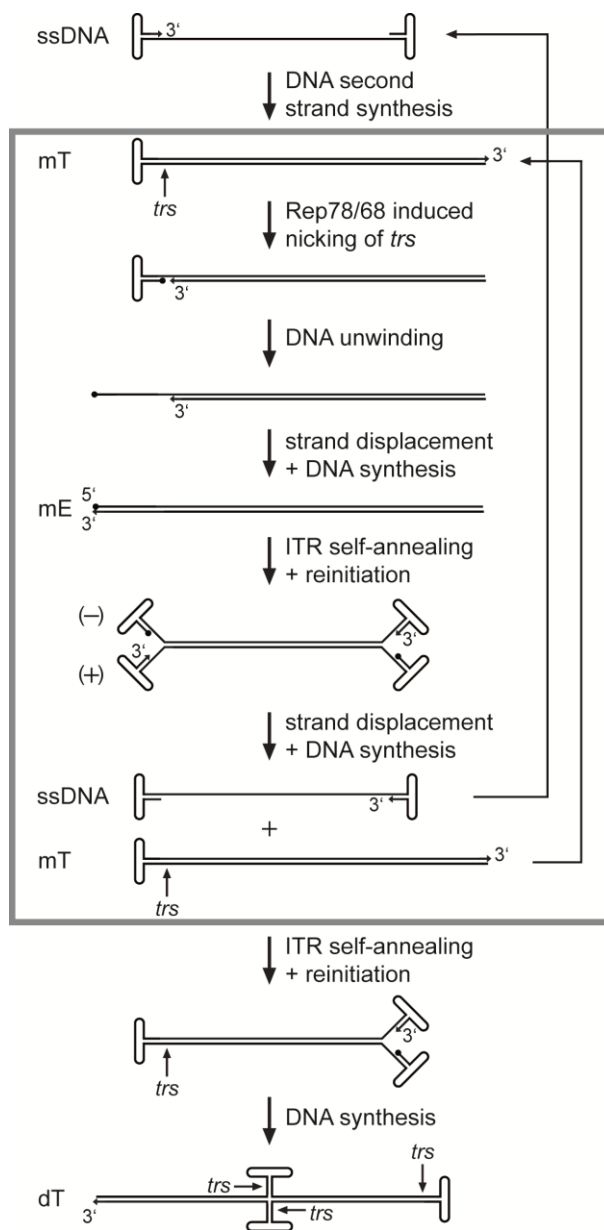 ssDNA
3‘
DNA second
strand synthesis
mT
3‘
trs
Rep78/68 induced
nicking of trs
3‘
DNA unwinding
3‘
strand displacement
+ DNA synthesis
5‘
mE
3‘
ITR self-annealing
+ reinitiation
(−)
3‘
3‘
(+)
strand displacement
+ DNA synthesis
ssDNA
3‘
+
mT
3‘
trs
ITR self-annealing
+ reinitiation
3‘
trs
DNA synthesis
trs
trs
dT
trs
3‘